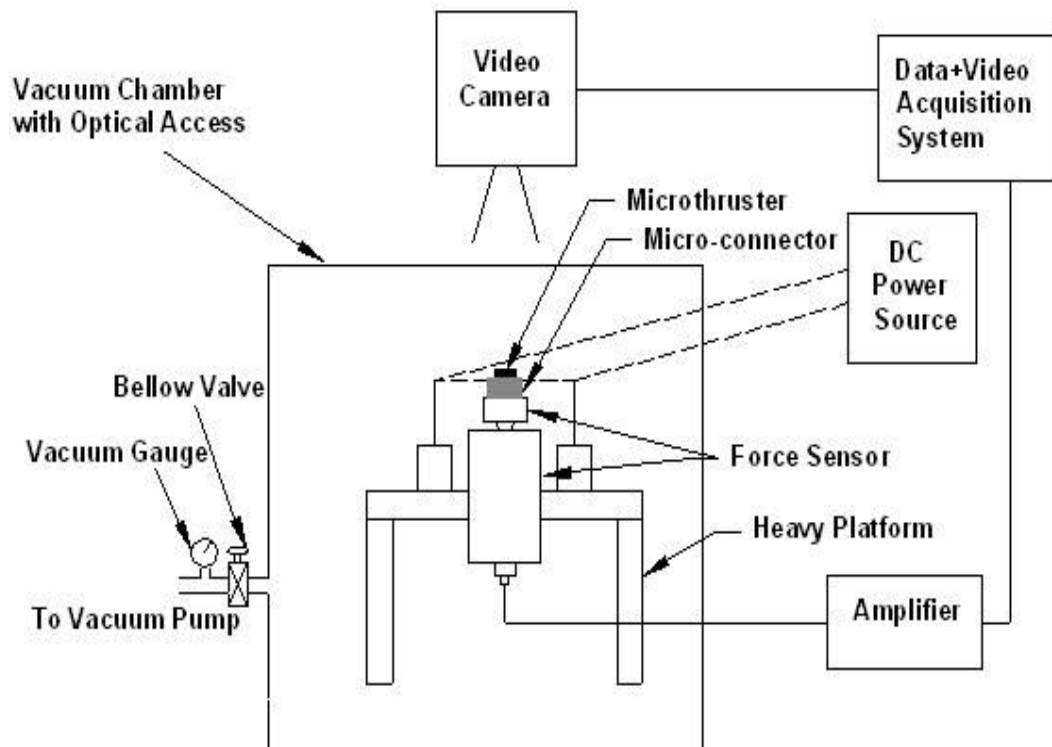 Video
Camera
Data+Video
Acquisition
System
Vacuum Chamber
with Optical Access
Microthruster
Micro-connector
DC
Power
Source
Bellow Valve
Vacuum Gauge
Force Sensor
Heavy Platform
To Vacuum Pump
Amplifier